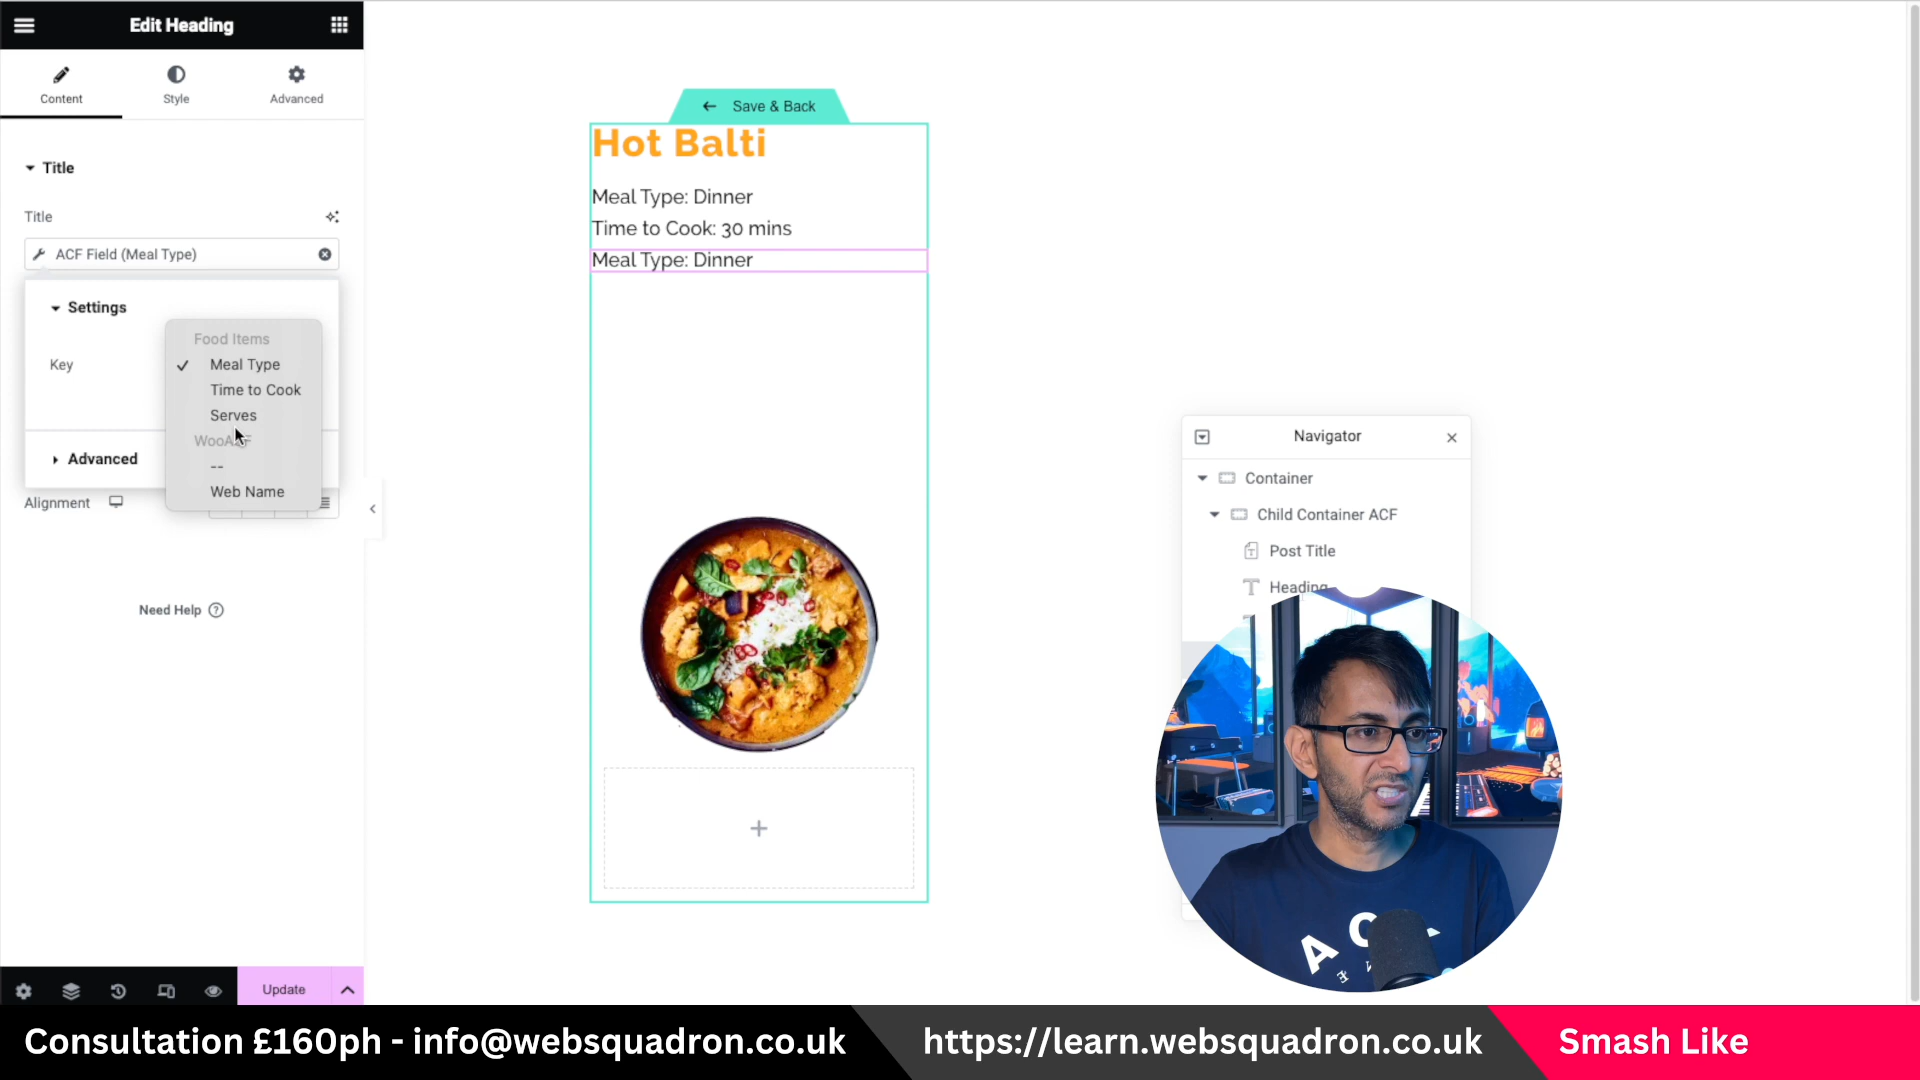 Edit Heading
Content
Style
Advanced
Title
Title
ACF Field (Meal Type)
Settings
Key
Food Items
Meal Type
Time to Cook
Serves
--
Web Name
Advanced
Alignment
Need Help
Update
Save & Back
Hot Balti
Meal Type: Dinner
Time to Cook: 30 mins
Meal Type: Dinner
Navigator
Container
Child Container ACF
Post Title
Heading
Consultation £160ph - info@websquadron.co.uk
https://learn.websquadron.co.uk
Smash Like